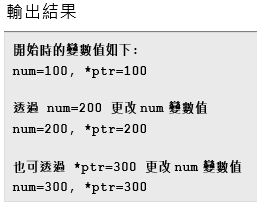 輸出結果
開始時的變數值如下:
num=100, *ptr=100
透過 num=200 更改num變數值
num=200, *ptr=200
也可透過 *ptr=300 更改num變數值
num=300, *ptr=300